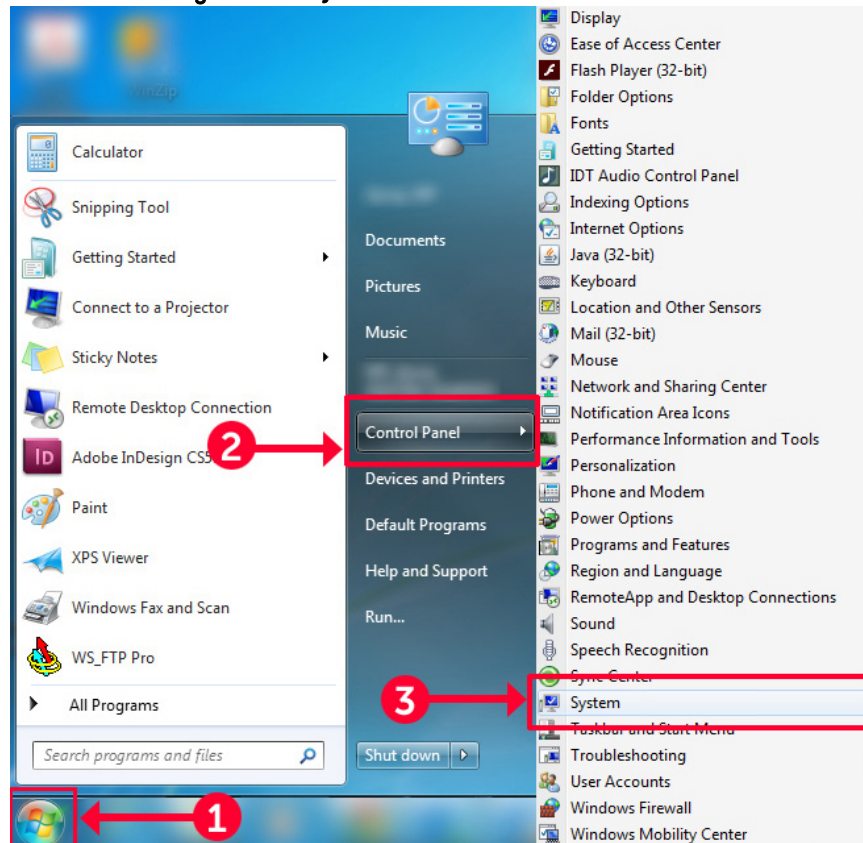 WinZip
Calculator
Snipping Tool
Getting Started
Connect to a Projector
Sticky Notes
Remote Desktop Connection
ID
Adobe InDesign CS5
Paint
XPS Viewer
Windows Fax and Scan
WS_FTP Pro
All Programs
Search programs and files
1
Documents
Pictures
Music
2
Control Panel
Devices and Printers
Default Programs
Help and Support
Run...
Shut down
Display
Ease of Access Center
Flash Player (32-bit)
Folder Options
Fonts
Getting Started
IDT Audio Control Panel
Indexing Options
Internet Options
Java (32-bit)
Keyboard
Location and Other Sensors
Mail (32-bit)
Mouse
Network and Sharing Center
Notification Area Icons
Performance Information and Tools
Personalization
Phone and Modem
Power Options
Programs and Features
Region and Language
RemoteApp and Desktop Connections
Sound
Speech Recognition
Sync Center
3
System
Taskbar and Start Menu
Troubleshooting
User Accounts
Windows Firewall
Windows Mobility Center